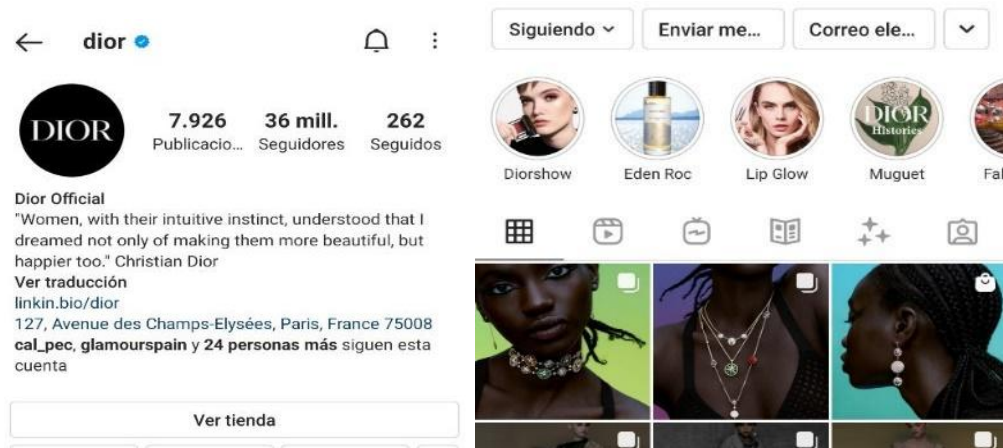 dior
DIOR
7.926 36 mill. 262
Publicacio... Seguidores Seguidos
Dior Official
"Women, with their intuitive instinct, understood that I
dreamed not only of making them more beautiful, but
happier too." Christian Dior
Ver traducción
linkin.bio/dior
127, Avenue des Champs-Elysées, Paris, France 75008
cal_pec, glamourspain y 24 personas más siguen esta
cuenta
Ver tienda
Siguiendo Enviar me... Correo ele...
DIOR
Histories
Diorshow Eden Roc Lip Glow Muguet Fal